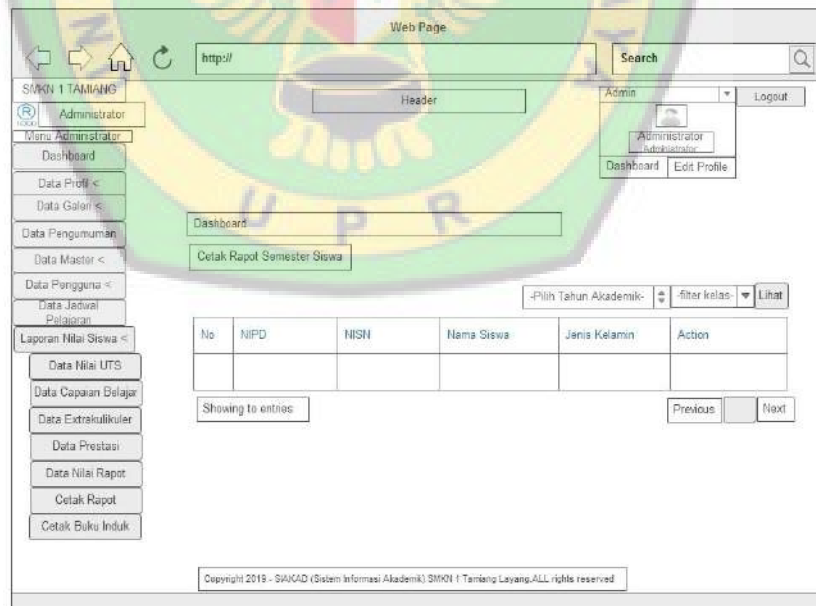 Web Page
http://
Search
SMKN 1 TAMIANG
Header
Admin
Logout
Administrator
Menu Administrator
Administrator
Administrator
Dashboard
Edit Profile
Dashboard
Data Profil <
Data Galeri <
Data Pengumuman
Data Master <
Data Pengguna <
Data Jadwal
Pelajaran
Laporan Nilai Siswa <
Data Nilai UTS
Data Capaian Belajar
Data Extrakulikuler
Data Prestasi
Data Nilai Rapot
Cetak Rapot
Cetak Buku Induk
UPR
Dashboard
Cetak Rapot Semester Siswa
-Pilih Tahun Akademik-
-filter kelas-
Lihat
No NIPD NISN Nama Siswa Jenis Kelamin Action
Showing to entries
Previous
Next
Copyright 2019 - SIAKAD (Sistem Informasi Akademik) SMKN 1 Tamiang Layang.ALL rights reserved